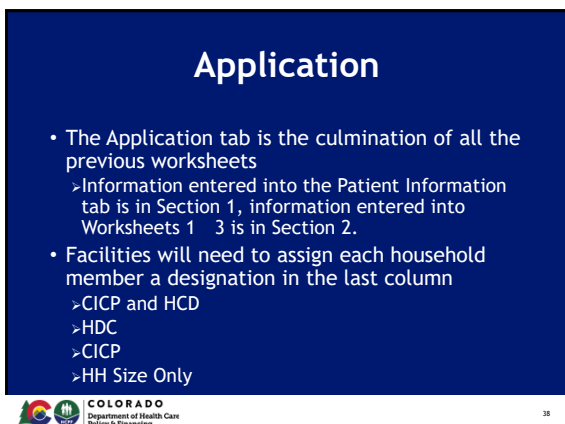 Application
• The Application tab is the culmination of all the
previous worksheets
➢Information entered into the Patient Information
tab is in Section 1, information entered into
Worksheets 1 3 is in Section 2.
• Facilities will need to assign each household
member a designation in the last column
➢CICP and HCD
➢HDC
➢CICP
➢HH Size Only
COLORADO
Department of Health Care
Policy & Financing
HCPF
38